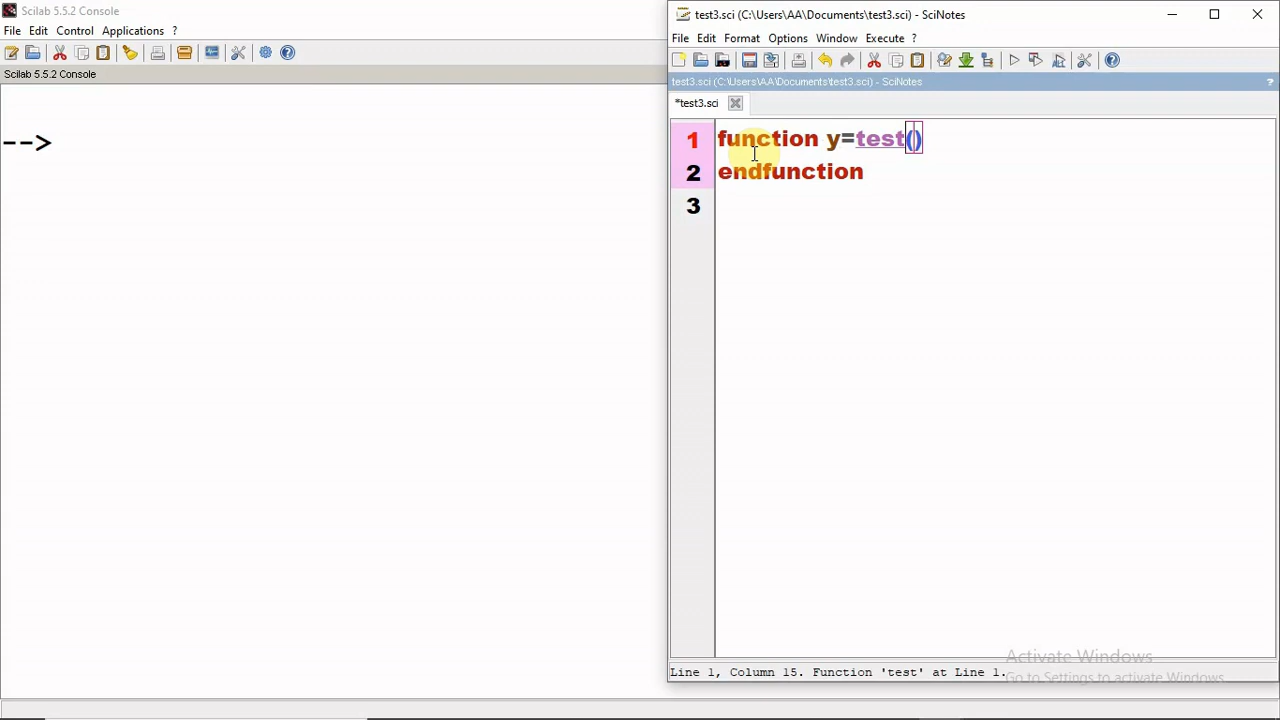 Scilab 5.5.2 Console
File Edit Control Applications ?
Scilab 5.5.2 Console
-->
test3.sci (C:\Users\AA\Documents\test3.sci) - SciNotes
File Edit Format Options Window Execute ?
test3.sci (C:\Users\AA\Documents\test3.sci) - SciNotes
*test3.sci
1 function y=test()
2 endfunction
3
Activate Windows
Go to Settings to activate Windows.
Line 1, Column 15. Function 'test' at Line 1.